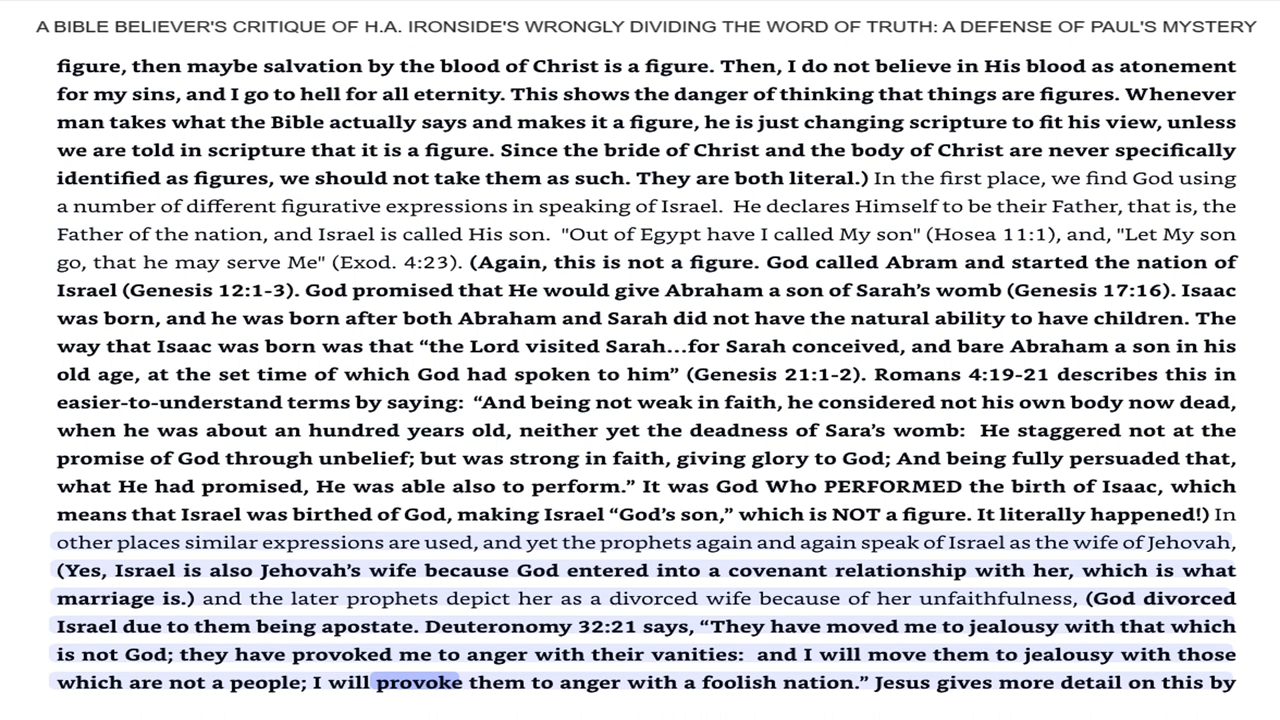 A BIBLE BELIEVER'S CRITIQUE OF H.A. IRONSIDE'S WRONGLY DIVIDING THE WORD OF TRUTH: A DEFENSE OF PAUL'S MYSTERY
figure, then maybe salvation by the blood of Christ is a figure. Then, I do not believe in His blood as atonement
for my sins, and I go to hell for all eternity. This shows the danger of thinking that things are figures. Whenever
man takes what the Bible actually says and makes it a figure, he is just changing scripture to fit his view, unless
we are told in scripture that it is a figure. Since the bride of Christ and the body of Christ are never specifically
identified as figures, we should not take them as such. They are both literal.) In the first place, we find God using
a number of different figurative expressions in speaking of Israel. He declares Himself to be their Father, that is, the
Father of the nation, and Israel is called His son. "Out of Egypt have I called My son" (Hosea 11:1), and, "Let My son
go, that he may serve Me" (Exod. 4:23). (Again, this is not a figure. God called Abram and started the nation of
Israel (Genesis 12:1-3). God promised that He would give Abraham a son of Sarah’s womb (Genesis 17:16). Isaac
was born, and he was born after both Abraham and Sarah did not have the natural ability to have children. The
way that Isaac was born was that “the Lord visited Sarah...for Sarah conceived, and bare Abraham a son in his
old age, at the set time of which God had spoken to him” (Genesis 21:1-2). Romans 4:19-21 describes this in
easier-to-understand terms by saying: “And being not weak in faith, he considered not his own body now dead,
when he was about an hundred years old, neither yet the deadness of Sara’s womb: He staggered not at the
promise of God through unbelief; but was strong in faith, giving glory to God; And being fully persuaded that,
what He had promised, He was able also to perform.” It was God Who PERFORMED the birth of Isaac, which
means that Israel was birthed of God, making Israel “God’s son,” which is NOT a figure. It literally happened!) In
other places similar expressions are used, and yet the prophets again and again speak of Israel as the wife of Jehovah,
(Yes, Israel is also Jehovah’s wife because God entered into a covenant relationship with her, which is what
marriage is.) and the later prophets depict her as a divorced wife because of her unfaithfulness, (God divorced
Israel due to them being apostate. Deuteronomy 32:21 says, “They have moved me to jealousy with that which
is not God; they have provoked me to anger with their vanities: and I will move them to jealousy with those
which are not a people; I will provoke them to anger with a foolish nation.” Jesus gives more detail on this by